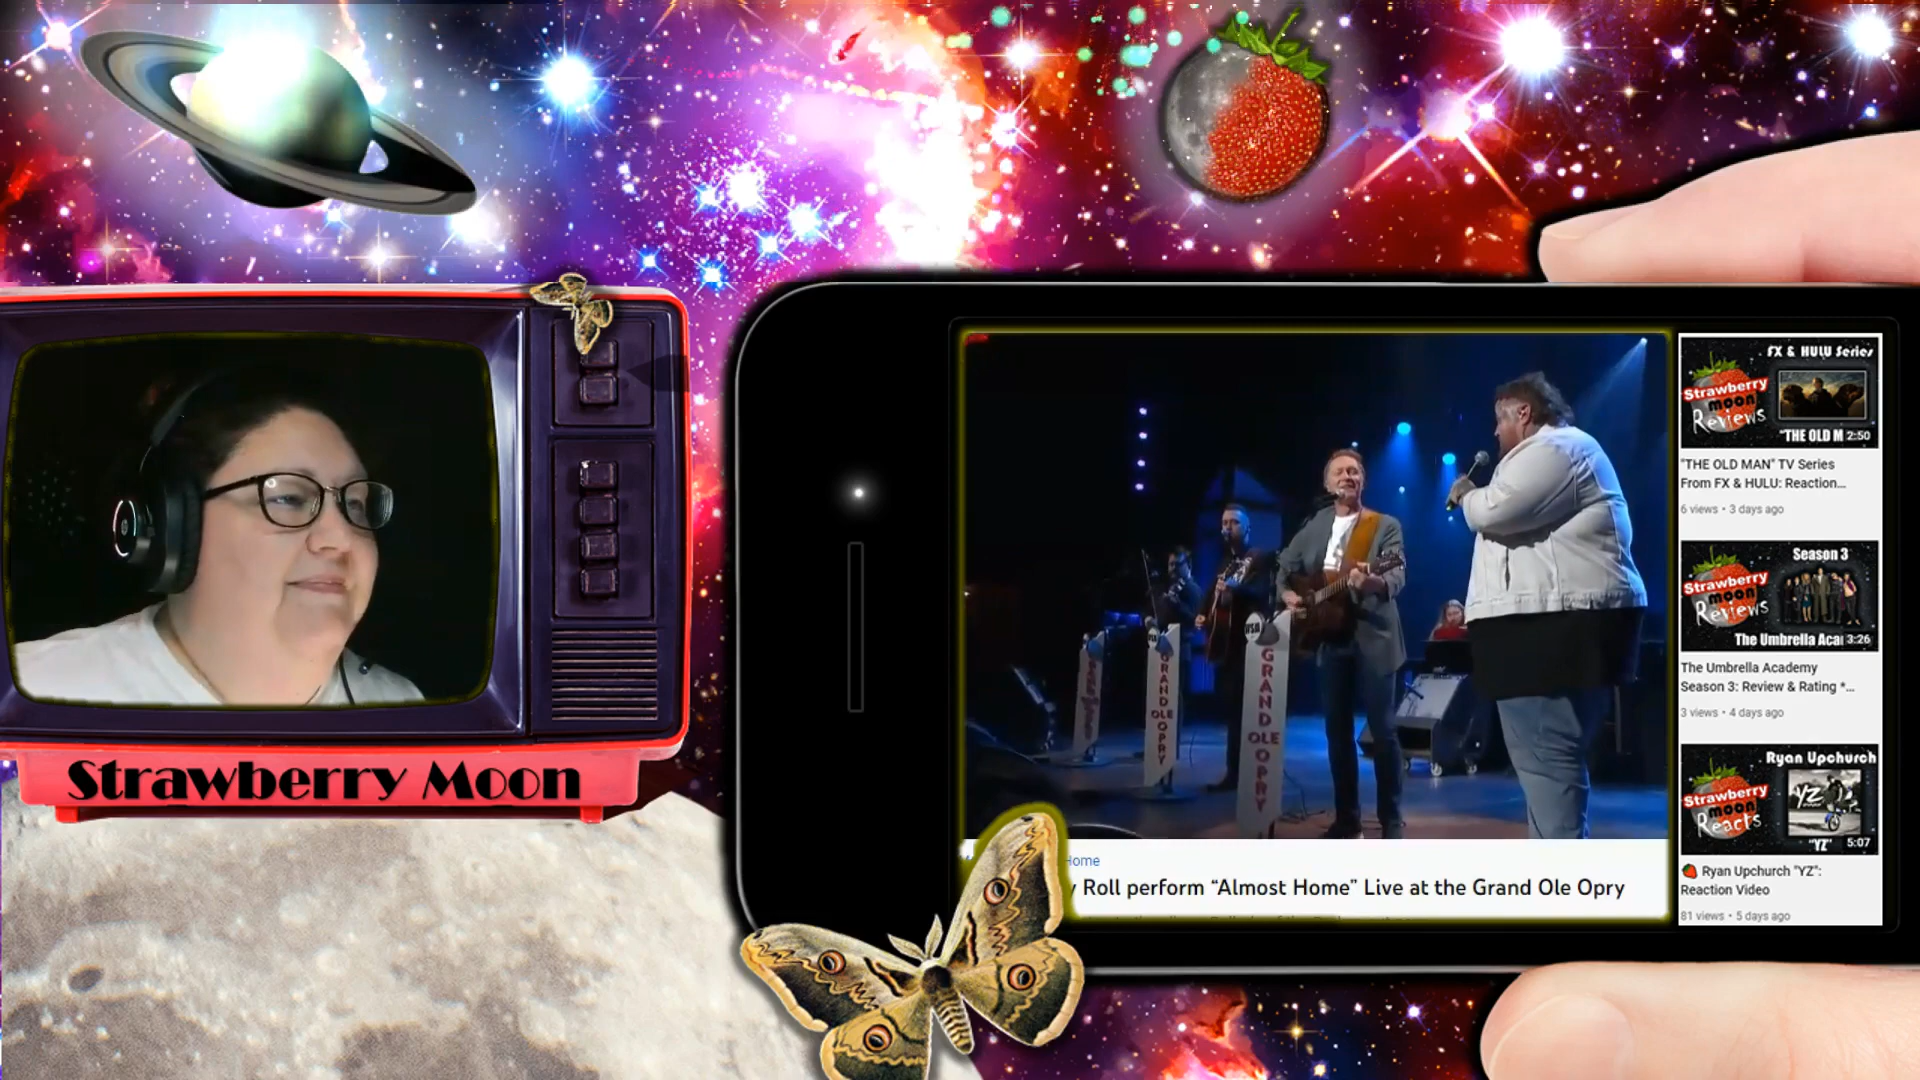 Strawberry Moon
GRAND OLE OPRY
GRAND OLE OPRY
WSM
Home
y Roll perform “Almost Home” Live at the Grand Ole Opry
FX & HULU Series
Strawberry
moon
Reviews
"THE OLD M 2:50
"THE OLD MAN" TV Series
From FX & HULU: Reaction...
6 views • 3 days ago
Season 3
Strawberry
moon
Reviews
The Umbrella Acai 3:26
The Umbrella Academy
Season 3: Review & Rating *...
3 views • 4 days ago
Ryan Upchurch
Strawberry
moon
Reacts
YZ
"YZ" 5:07
Ryan Upchurch "YZ":
Reaction Video
81 views • 5 days ago